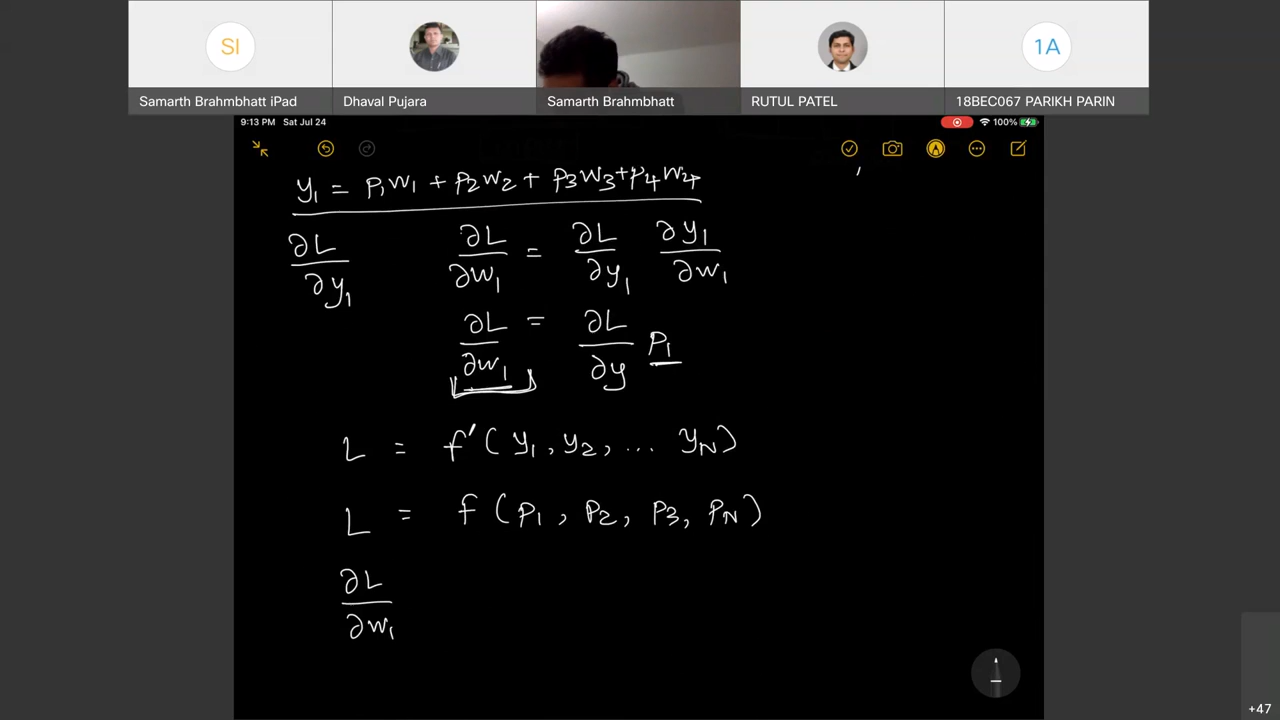 SI
1A
Samarth Brahmbhatt iPad
Dhaval Pujara
Samarth Brahmbhatt
RUTUL PATEL
18BEC067 PARIKH PARIN
9:13 PM Sat Jul 24
100%
y₁ = p₁w₁ + p₂w₂ + p₃w₃+p₄w₄
∂L/∂y₁ ∂L/∂w₁ = ∂L/∂y₁ ∂y₁/∂w₁
∂L/∂w₁ = ∂L/∂y p₁
L = f'(y₁, y₂, ... y_N)
L = f(p₁, p₂, p₃, p_N)
∂L/∂w₁
+47